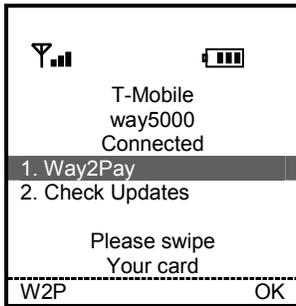 T-Mobile
way5000
Connected
1. Way2Pay
2. Check Updates
Please swipe
Your card
W2P OK